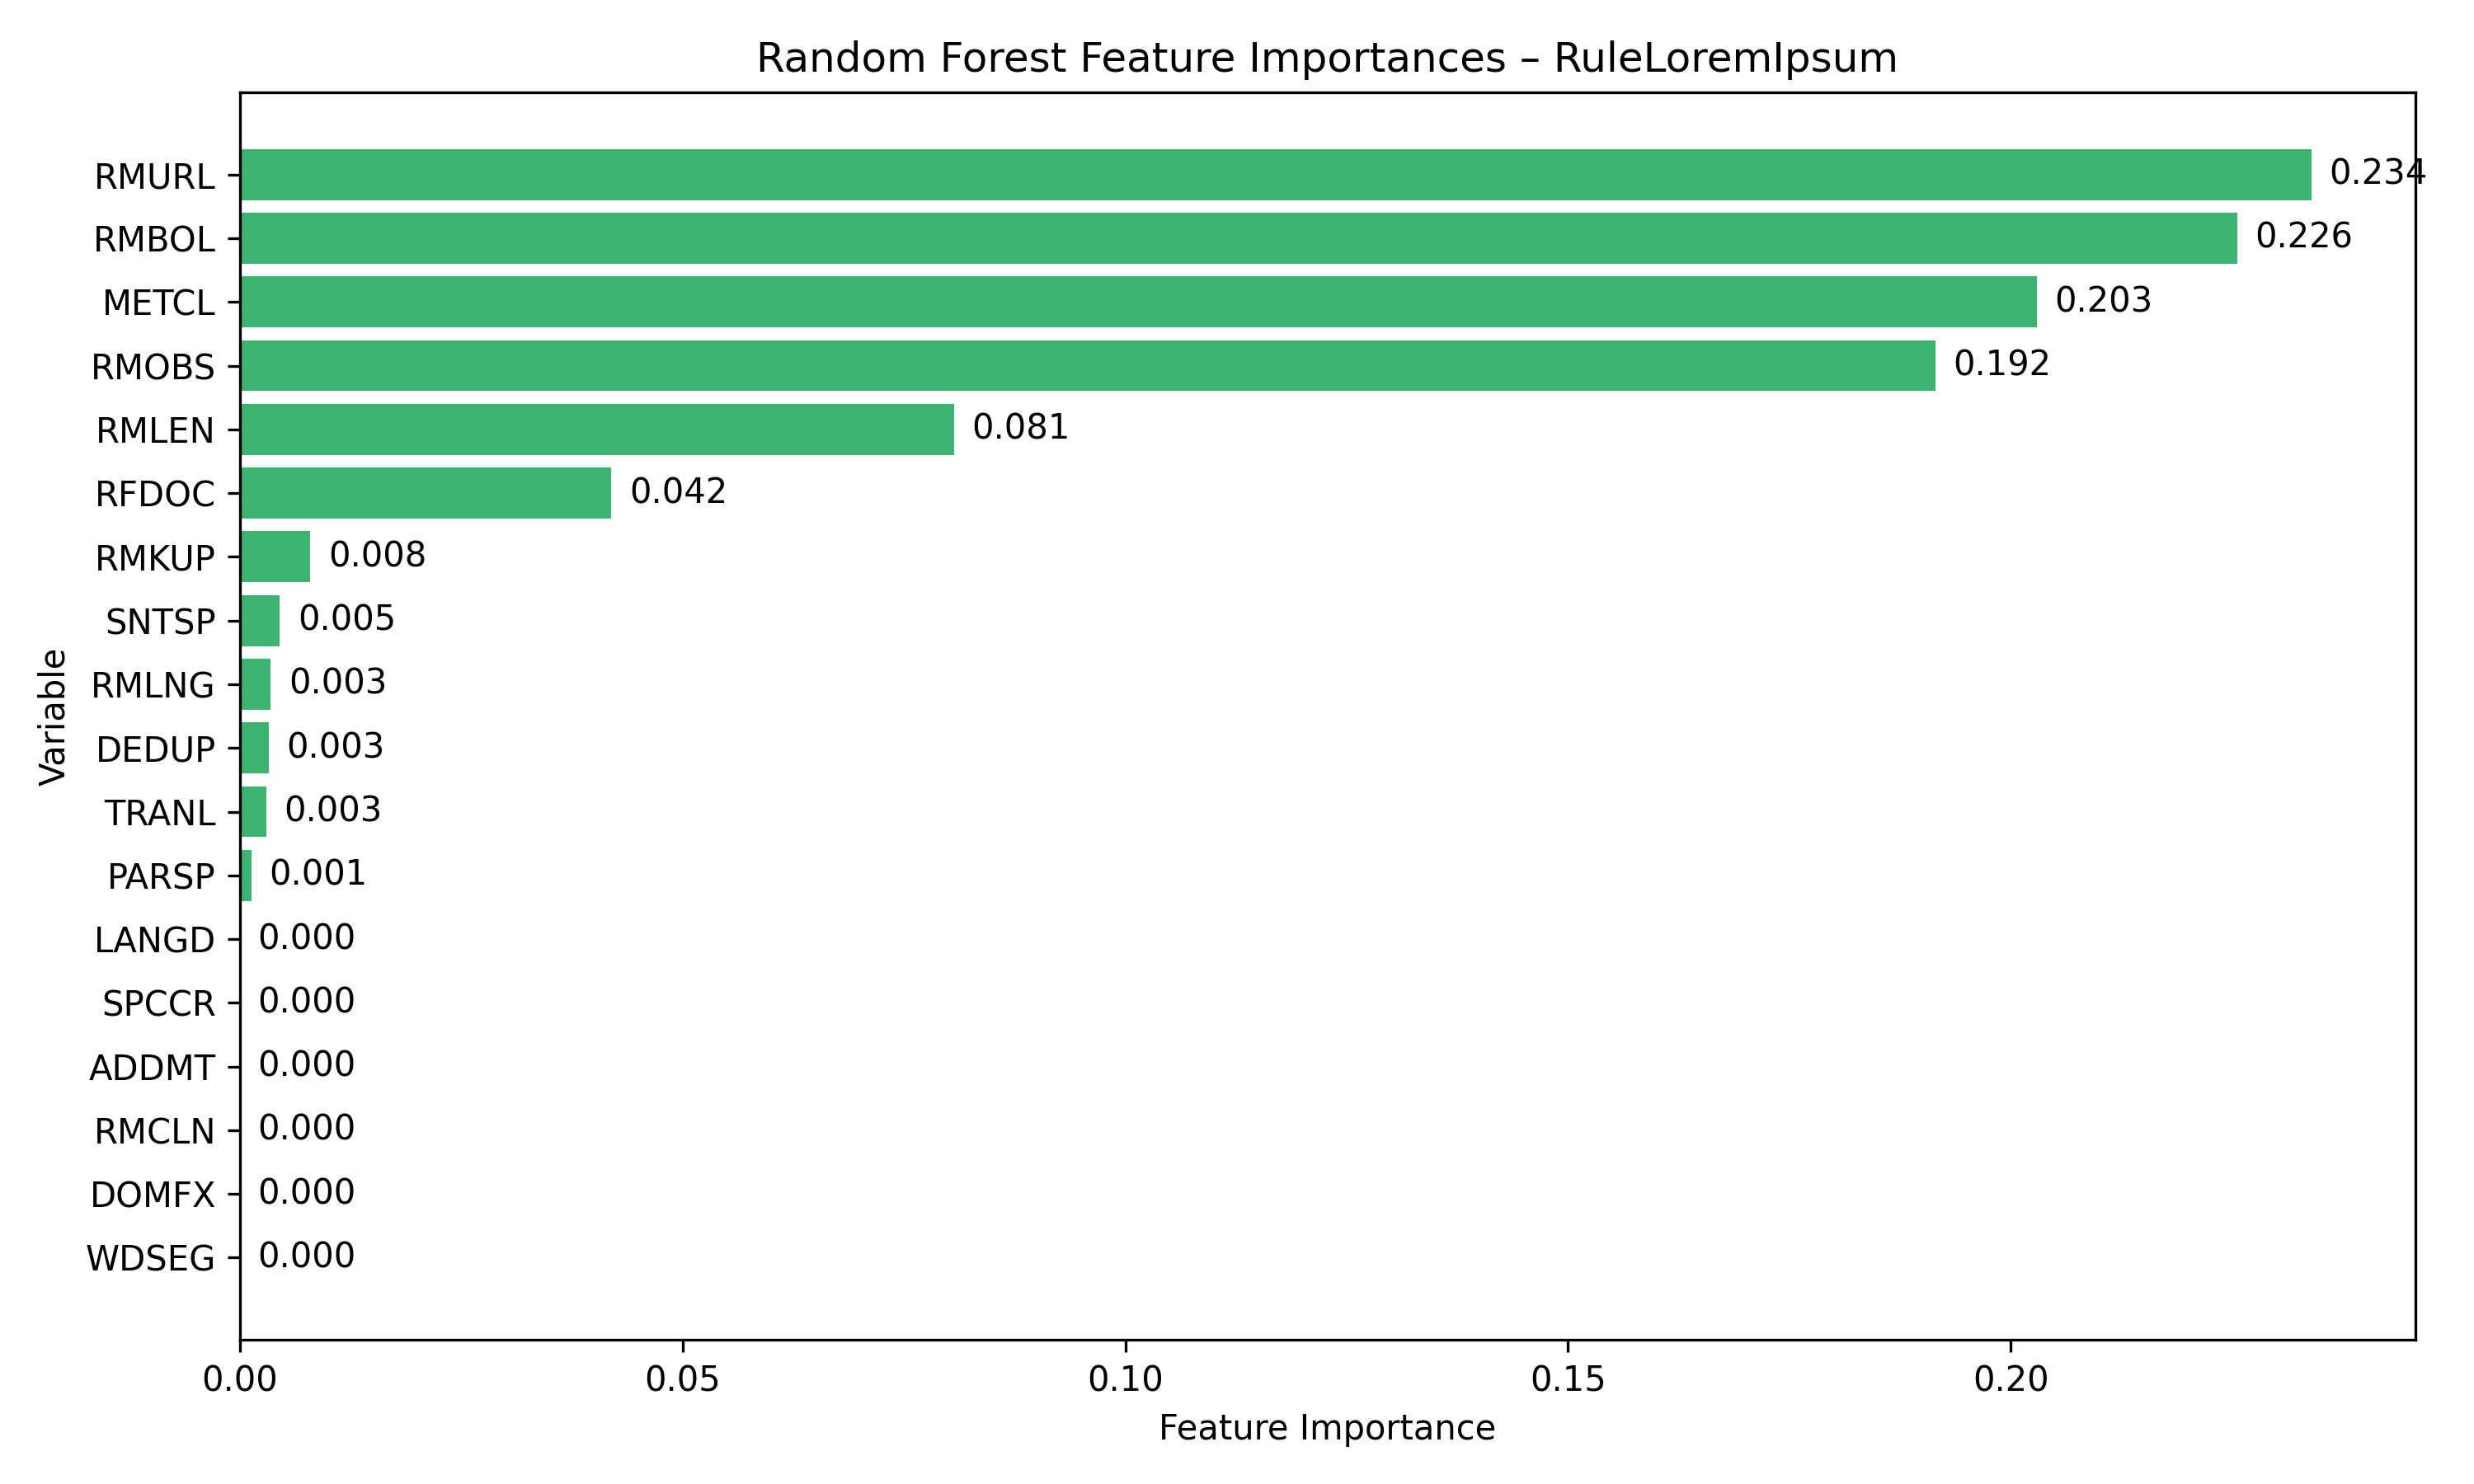 Random Forest Feature Importances – RuleLoremIpsum
RMURL 0.234
RMBOL 0.226
METCL 0.203
RMOBS 0.192
RMLEN 0.081
RFDOC 0.042
RMKUP 0.008
SNTSP 0.005
RMLNG 0.003
DEDUP 0.003
TRANL 0.003
PARSP 0.001
LANGD 0.000
SPCCR 0.000
ADDMT 0.000
RMCLN 0.000
DOMFX 0.000
WDSEG 0.000
Variable
0.00 0.05 0.10 0.15 0.20
Feature Importance